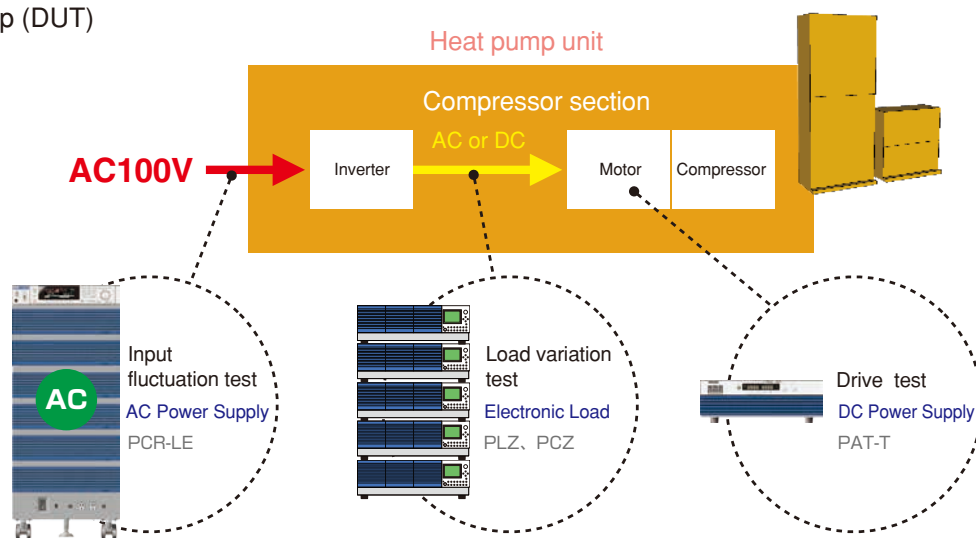 p (DUT)
Heat pump unit
Compressor section
AC100V
Inverter
AC or DC
Motor
Compressor
AC
Input
fluctuation test
AC Power Supply
PCR-LE
Load variation
test
Electronic Load
PLZ、PCZ
Drive test
DC Power Supply
PAT-T